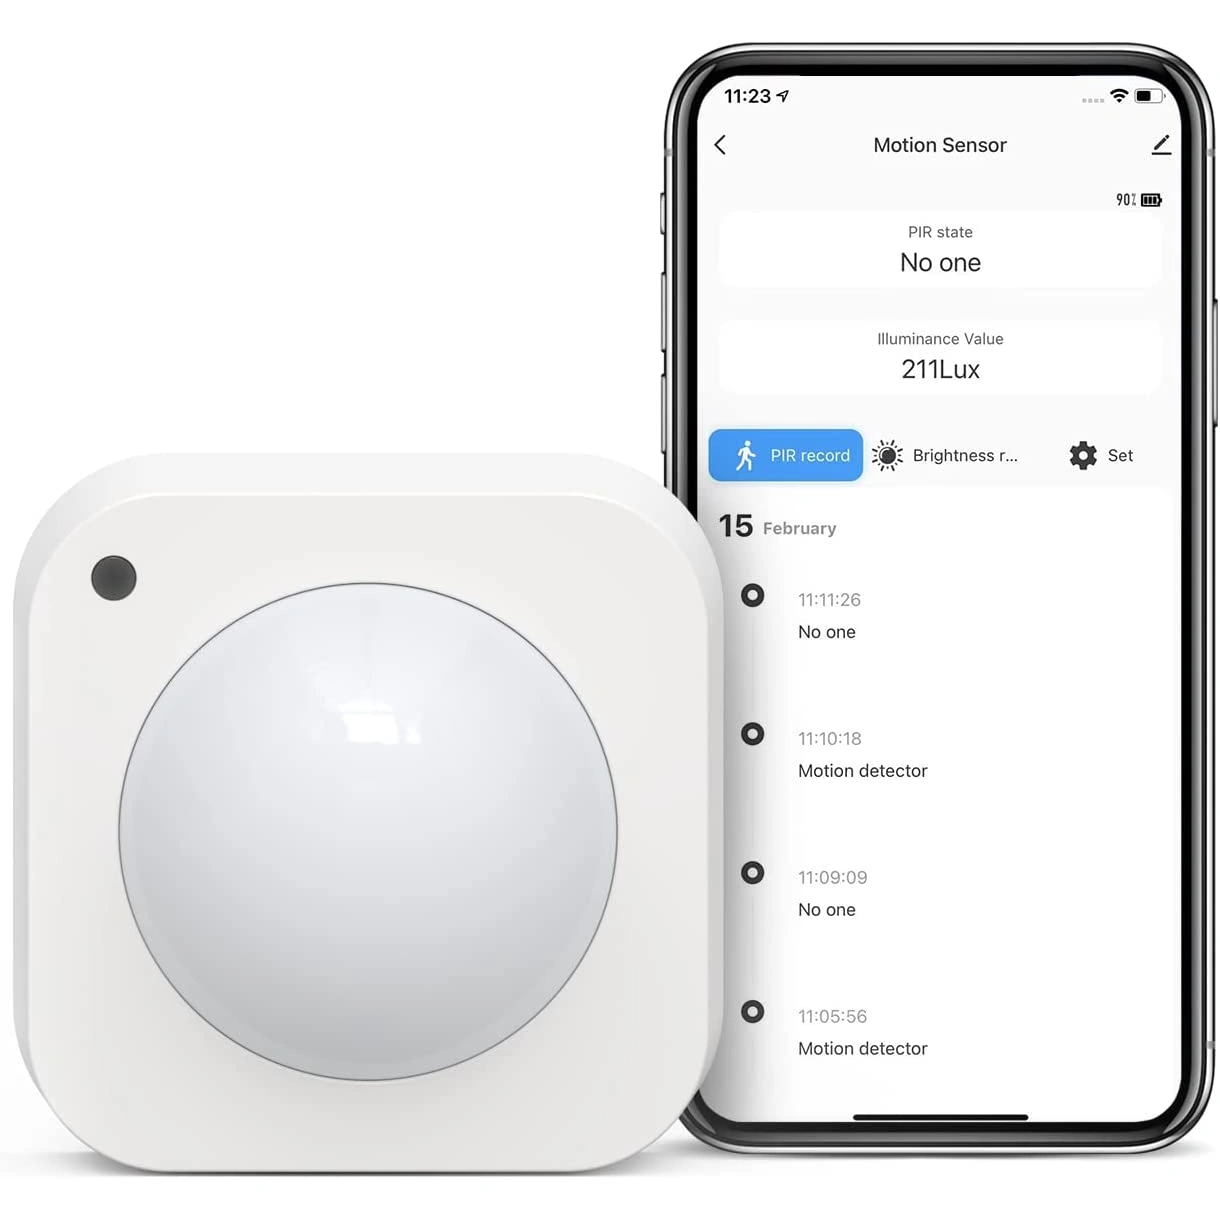 11:23
Motion Sensor
90%
PIR state
No one
Illuminance Value
211Lux
PIR record
Brightness r...
Set
15 February
11:11:26
No one
11:10:18
Motion detector
11:09:09
No one
11:05:56
Motion detector